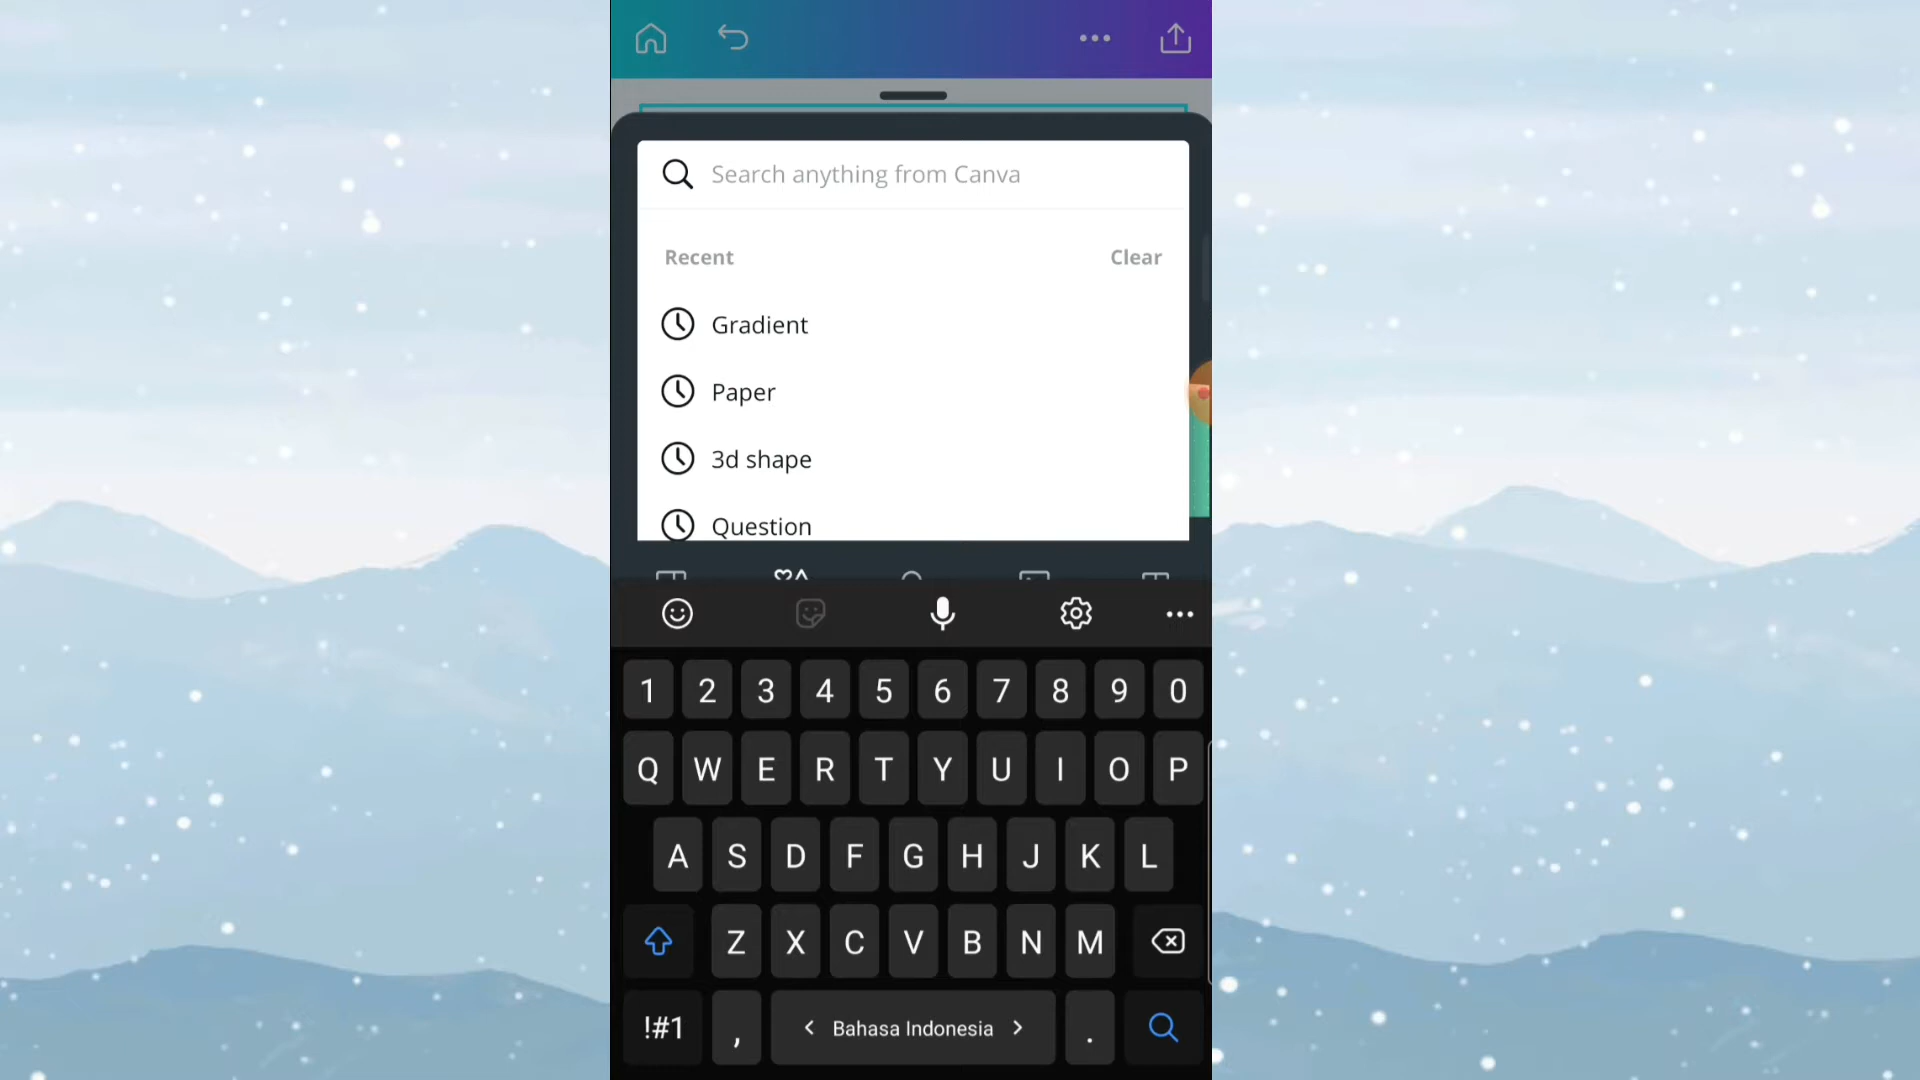 Search anything from Canva
Recent Clear
Gradient
Paper
3d shape
Question
1 2 3 4 5 6 7 8 9 0
Q W E R T Y U I O P
A S D F G H J K L
Z X C V B N M
!#1 , < Bahasa Indonesia > .